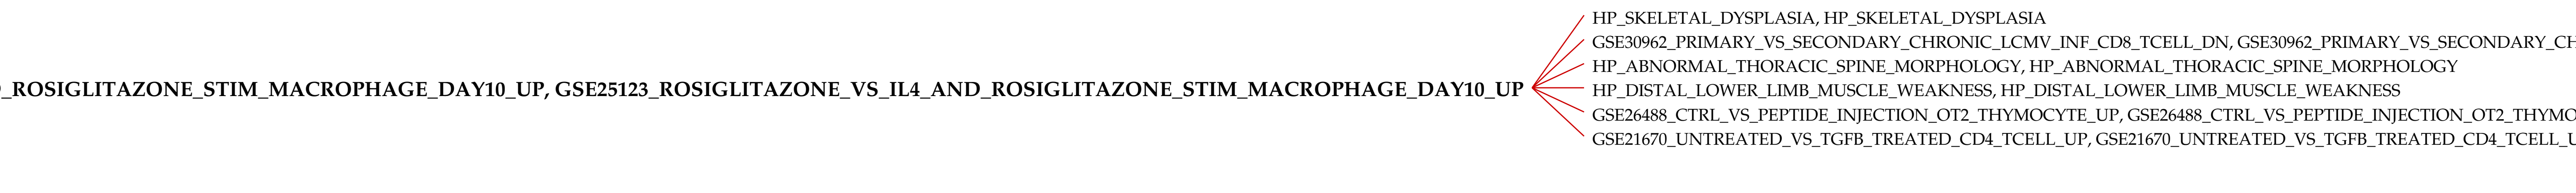 HP_SKELETAL_DYSPLASIA, HP_SKELETAL_DYSPLASIA
GSE30962_PRIMARY_VS_SECONDARY_CHRONIC_LCMV_INF_CD8_TCELL_DN, GSE30962_PRIMARY_VS_SECONDARY_CH
HP_ABNORMAL_THORACIC_SPINE_MORPHOLOGY, HP_ABNORMAL_THORACIC_SPINE_MORPHOLOGY
_ROSIGLITAZONE_STIM_MACROPHAGE_DAY10_UP, GSE25123_ROSIGLITAZONE_VS_IL4_AND_ROSIGLITAZONE_STIM_MACROPHAGE_DAY10_UP
HP_DISTAL_LOWER_LIMB_MUSCLE_WEAKNESS, HP_DISTAL_LOWER_LIMB_MUSCLE_WEAKNESS
GSE26488_CTRL_VS_PEPTIDE_INJECTION_OT2_THYMOCYTE_UP, GSE26488_CTRL_VS_PEPTIDE_INJECTION_OT2_THYMO
GSE21670_UNTREATED_VS_TGFB_TREATED_CD4_TCELL_UP, GSE21670_UNTREATED_VS_TGFB_TREATED_CD4_TCELL_U